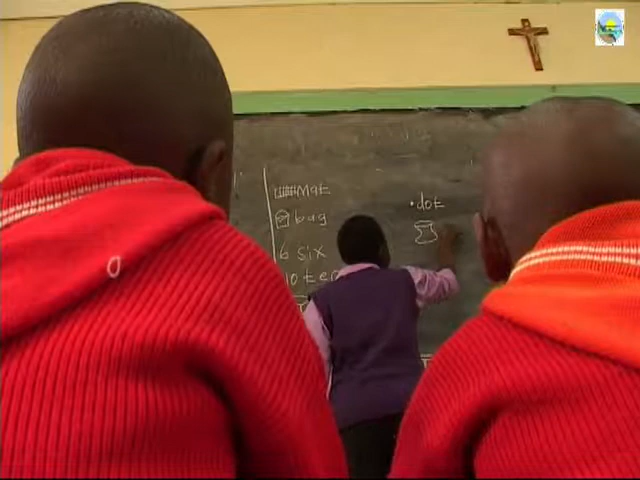 mat
bag
6 six
10 ten
• dot